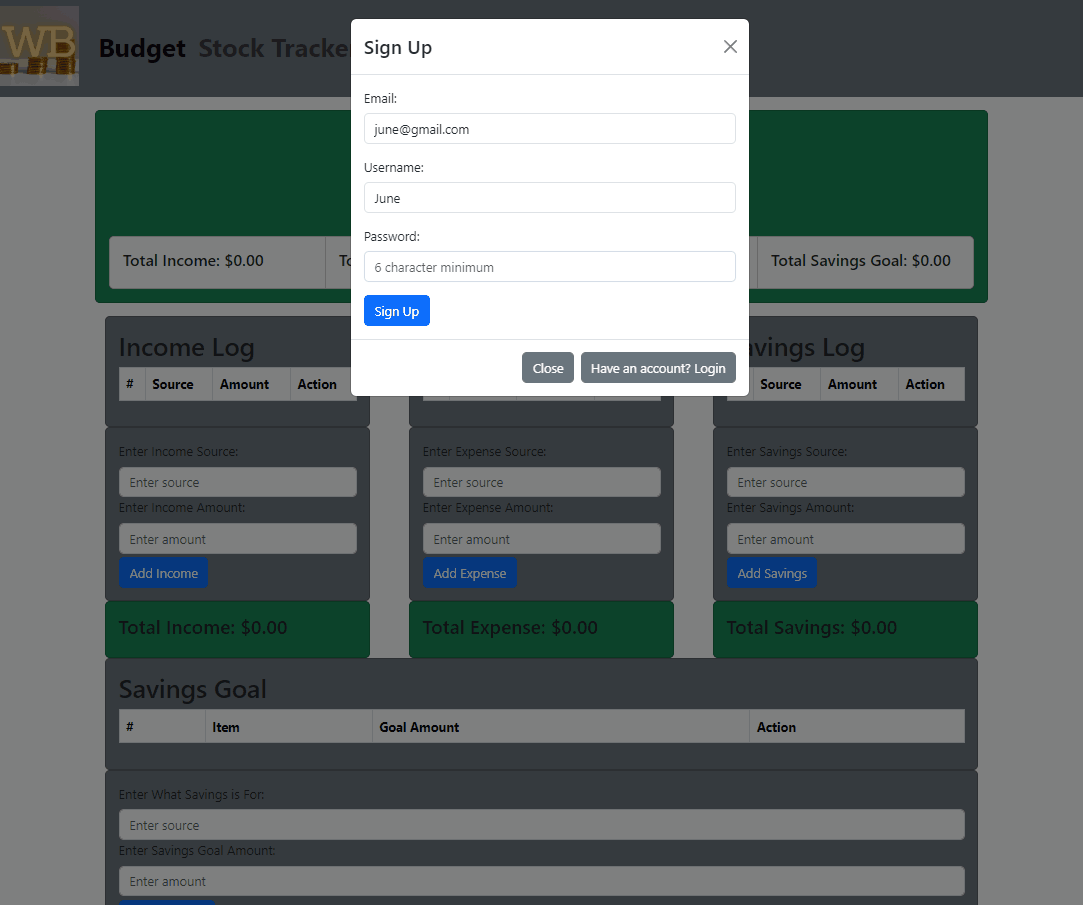 WB
Budget Stock Tracke
Sign Up
Email:
june@gmail.com
Username:
June
Password:
6 character minimum
Sign Up
Close Have an account? Login
Total Income: $0.00 Total Savings Goal: $0.00
Income Log Log
# Source Amount Action Source Amount Action
Enter Income Source: Enter Expense Source: Enter Savings Source:
Enter source Enter source Enter source
Enter Income Amount: Enter Expense Amount: Enter Savings Amount:
Enter amount Enter amount Enter amount
Add Income Add Expense Add Savings
Total Income: $0.00 Total Expense: $0.00 Total Savings: $0.00
Savings Goal
# Item Goal Amount Action
Enter What Savings is For:
Enter source
Enter Savings Goal Amount:
Enter amount